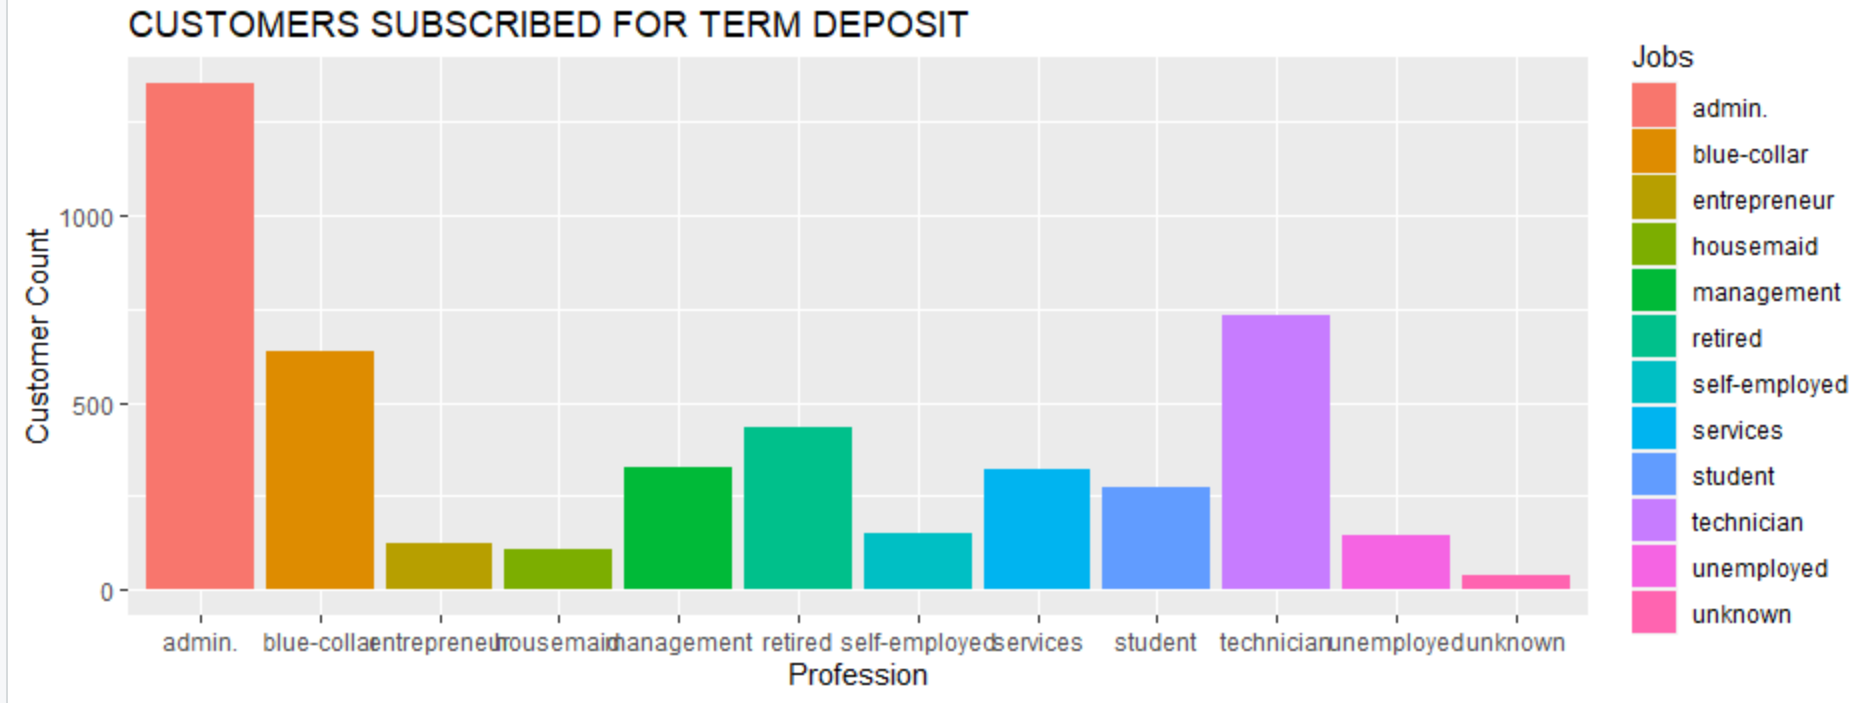 CUSTOMERS SUBSCRIBED FOR TERM DEPOSIT
Customer Count
1000
500
0
admin. blue-collar entrepreneur housemaid management retired self-employed services student technician unemployed unknown
Profession
Jobs
admin.
blue-collar
entrepreneur
housemaid
management
retired
self-employed
services
student
technician
unemployed
unknown